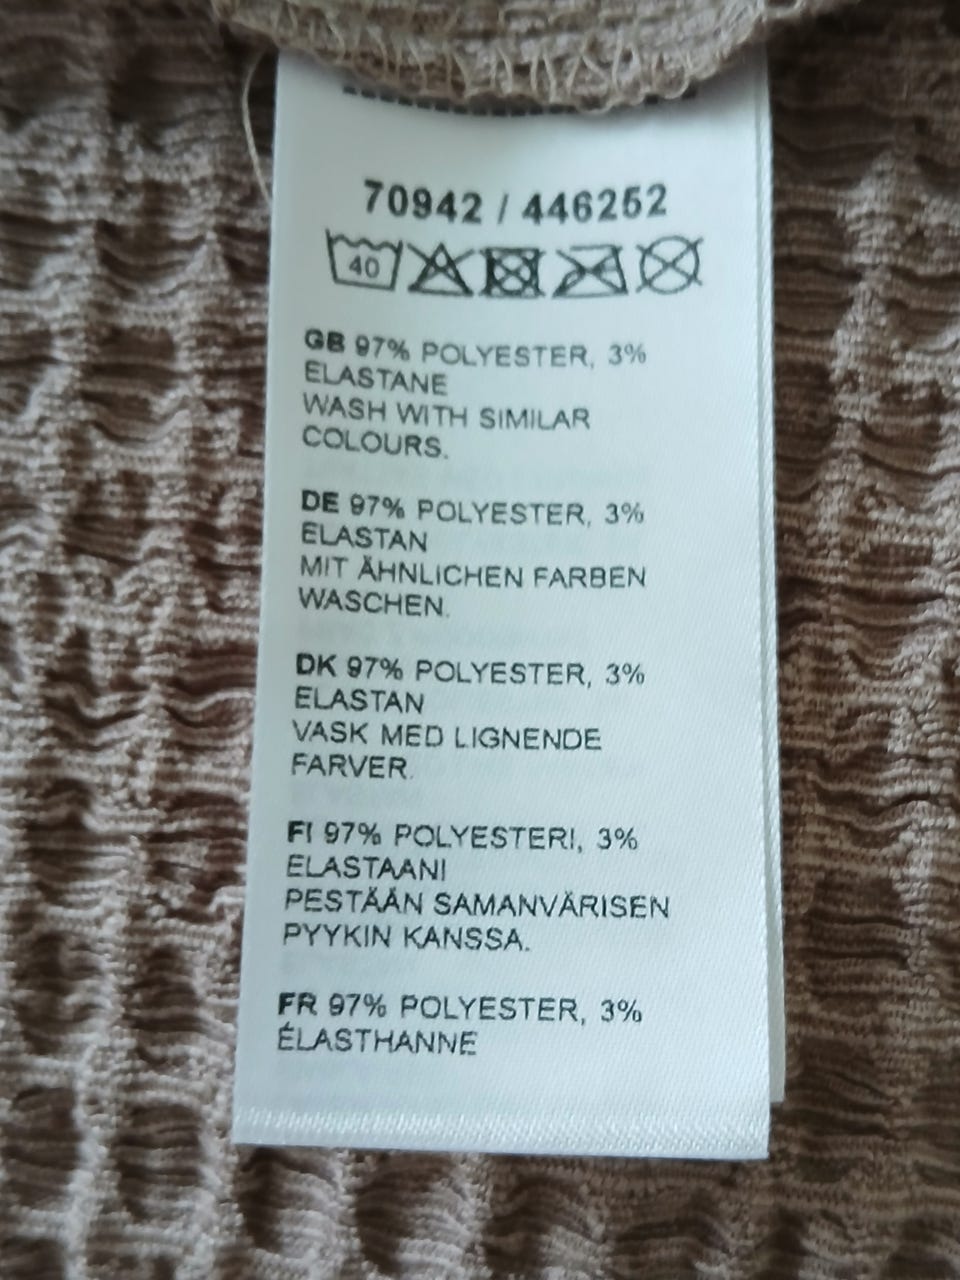 70942 / 446252
40
GB 97% POLYESTER, 3%
ELASTANE
WASH WITH SIMILAR
COLOURS.
DE 97% POLYESTER, 3%
ELASTAN
MIT ÄHNLICHEN FARBEN
WASCHEN.
DK 97% POLYESTER, 3%
ELASTAN
VASK MED LIGNENDE
FARVER.
FI 97% POLYESTERI, 3%
ELASTAANI
PESTÄÄN SAMANVÄRISEN
PYYKIN KANSSA.
FR 97% POLYESTER, 3%
ÉLASTHANNE